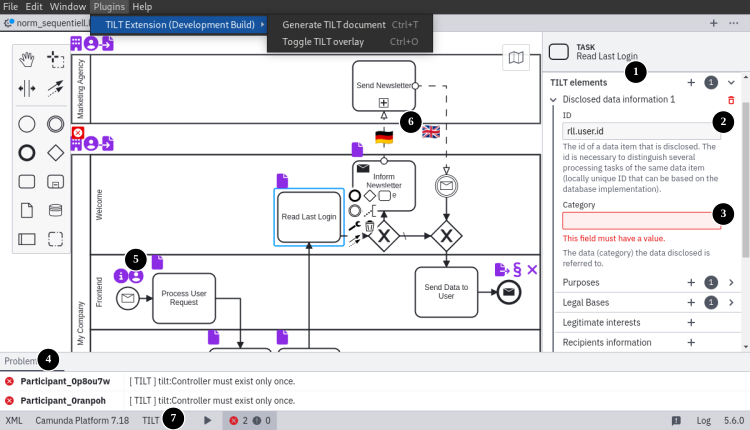 File Edit Window Plugins Help
norm_sequentiell.
TILT Extension (Development Build)
Generate TILT document Ctrl+T
Toggle TILT overlay Ctrl+O
Marketing Agency
Send Newsletter
6
My Company
Welcome
Inform
Newsletter
Read Last Login
Frontend
5
Process User
Request
Send Data to
User
TASK
Read Last Login
1
TILT elements
1
Disclosed data information 1
ID
2
rll.user.id
The id of a data item that is disclosed. The
id is necessary to distinguish several
processing tasks of the same data item
(locally unique ID that can be based on the
database implementation).
Category
3
This field must have a value.
The data (category) the data disclosed is
referred to.
Purposes
1
Legal Bases
1
Legitimate interests
Recipients information
Problem
4
Participant_0p8ou7w [ TILT ] tilt:Controller must exist only once.
Participant_0ranpoh [ TILT ] tilt:Controller must exist only once.
XML Camunda Platform 7.18 TILT 7 2 0 Log 5.6.0